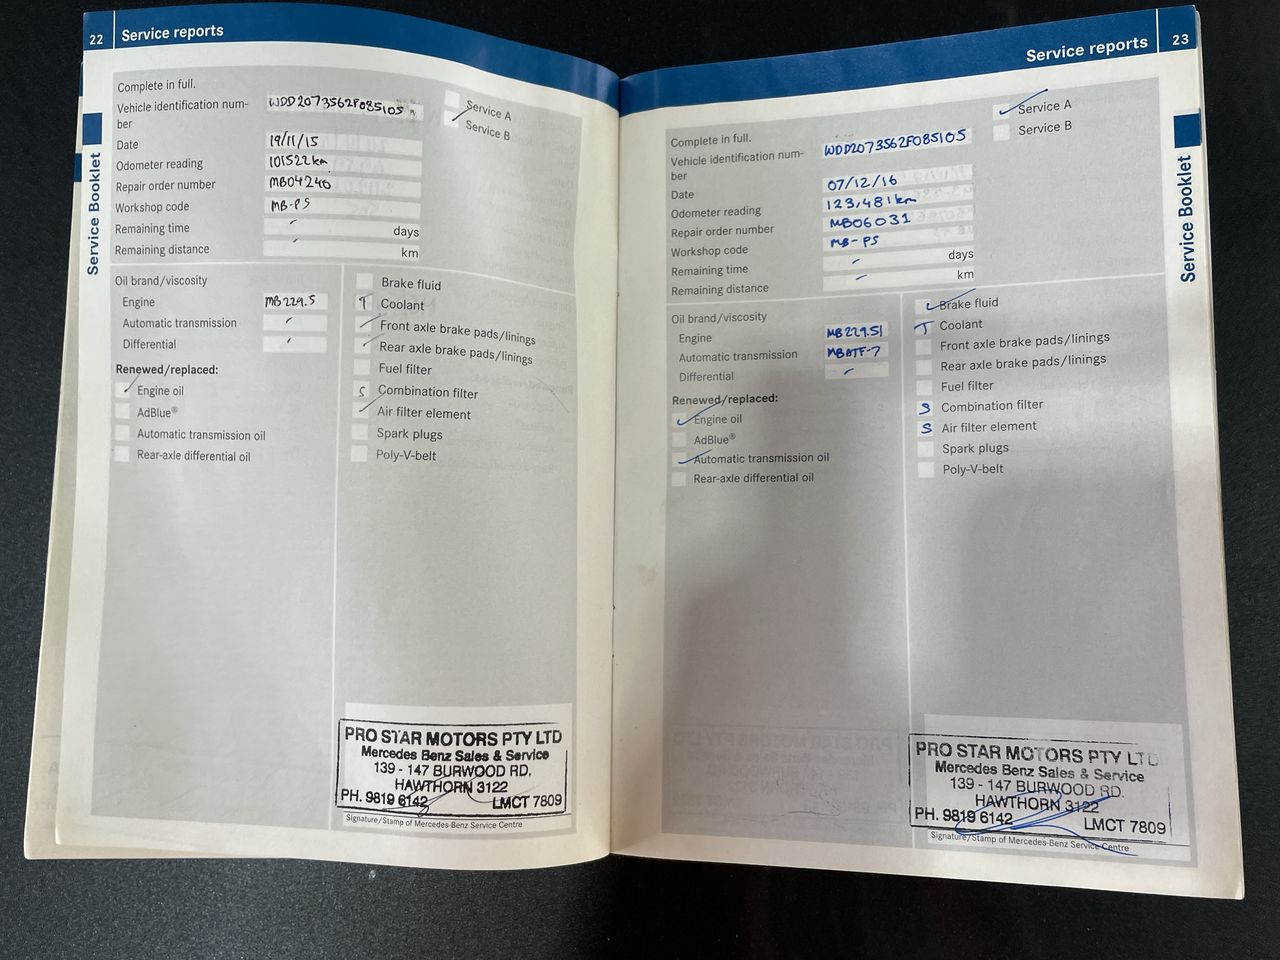 22 Service reports
Complete in full.
Vehicle identification num-
ber WDD2073562F085105
Service A
Service B
Date 19/11/15
Odometer reading 101522km
Repair order number MB04246
Workshop code MB-PS
Remaining time - days
Remaining distance - km
Service Booklet
Oil brand/viscosity
Engine MB229.5
Automatic transmission -
Differential -
Renewed/replaced:
✓ Engine oil
AdBlue®
Automatic transmission oil
Rear-axle differential oil
Brake fluid
T Coolant
Front axle brake pads/linings
Rear axle brake pads/linings
Fuel filter
S Combination filter
Air filter element
Spark plugs
Poly-V-belt
PRO STAR MOTORS PTY LTD
Mercedes Benz Sales & Service
139 - 147 BURWOOD RD.
HAWTHORN 3122
PH. 9819 6142 LMCT 7809
Signature/Stamp of Mercedes-Benz Service Centre
Service reports 23
Complete in full.
Vehicle identification num-
ber WDD2073562F085105
✓ Service A
Service B
Date 07/12/16
Odometer reading 123,481km
Repair order number MB06031
Workshop code MB-PS
Remaining time - days
Remaining distance - km
Service Booklet
Oil brand/viscosity
Engine MB229.51
Automatic transmission MBATF-7
Differential -
Renewed/replaced:
✓ Engine oil
AdBlue®
✓ Automatic transmission oil
Rear-axle differential oil
✓ Brake fluid
T Coolant
Front axle brake pads/linings
Rear axle brake pads/linings
Fuel filter
S Combination filter
S Air filter element
Spark plugs
Poly-V-belt
PRO STAR MOTORS PTY LTD
Mercedes Benz Sales & Service
139 - 147 BURWOOD RD.
HAWTHORN 3122
PH. 9819 6142 LMCT 7809
Signature/Stamp of Mercedes-Benz Service Centre